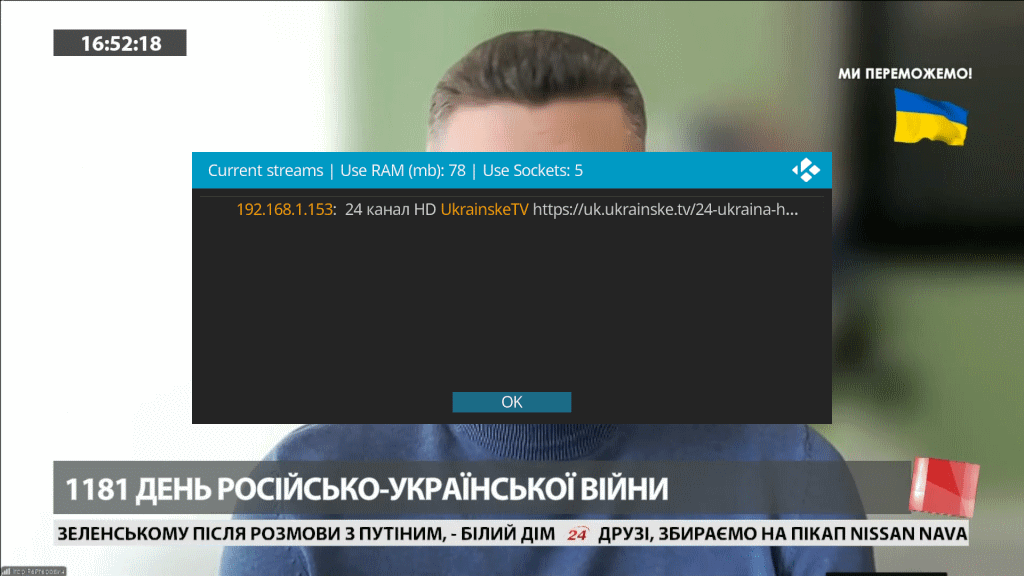 16:52:18
МИ ПЕРЕМОЖЕМО!
Current streams | Use RAM (mb): 78 | Use Sockets: 5
192.168.1.153: 24 канал HD UkrainskeTV https://uk.ukrainske.tv/24-ukraina-h...
OK
1181 ДЕНЬ РОСІЙСЬКО-УКРАЇНСЬКОЇ ВІЙНИ
ЗЕЛЕНСЬКОМУ ПІСЛЯ РОЗМОВИ З ПУТІНИМ, - БІЛИЙ ДІМ 24 ДРУЗІ, ЗБИРАЄМО НА ПІКАП NISSAN NAVA